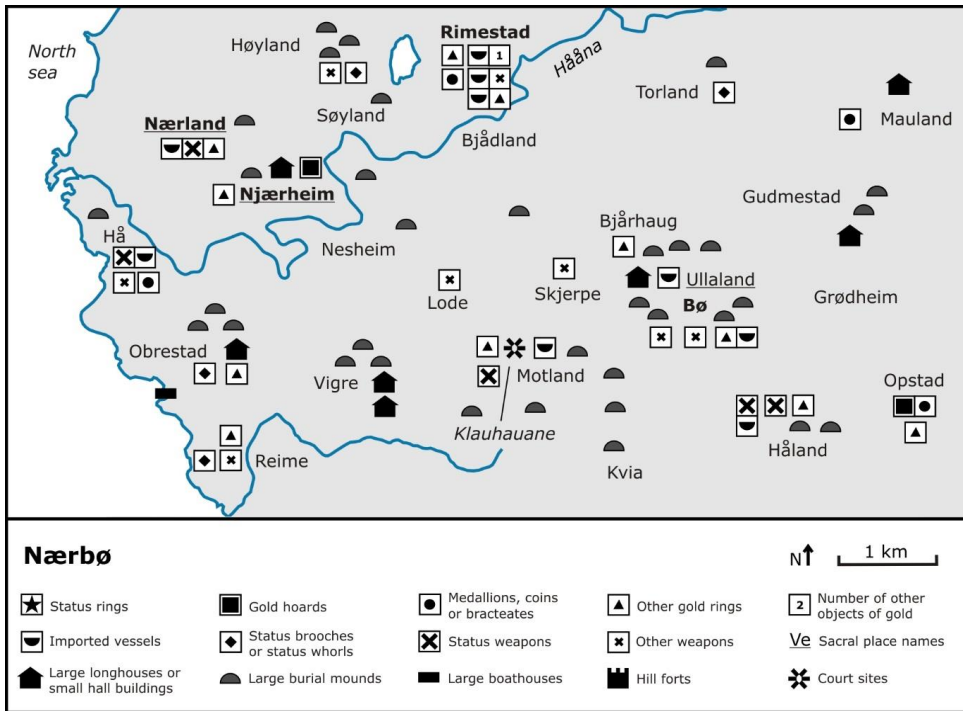 North
sea
Høyland
Rimestad
1
Hååna
Torland
Mauland
Søyland
Bjådland
Nærland
Njærheim
Gudmestad
Hå
Nesheim
Bjårhaug
Lode
Skjerpe
Ullaland
Bø
Grødheim
Obrestad
Vigre
Motland
Opstad
Klauhauane
Håland
Reime
Kvia
Nærbø
N
1 km
Status rings
Gold hoards
Medallions, coins
or bracteates
Other gold rings
2
Number of other
objects of gold
Imported vessels
Status brooches
or status whorls
Status weapons
Other weapons
Ve
Sacral place names
Large longhouses or
small hall buildings
Large burial mounds
Large boathouses
Hill forts
Court sites